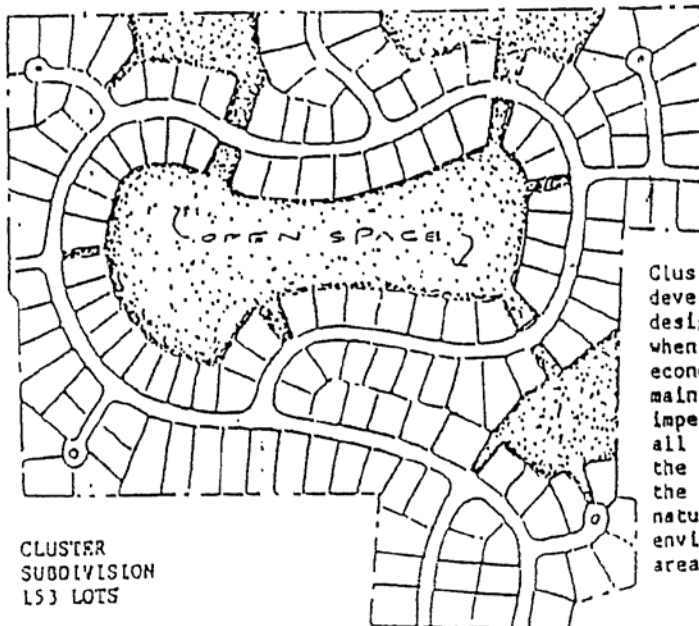 OPEN SPACE
Clus
deve
desi
when
econ
main
impe
all
the
the
natu
envi
area
CLUSTER
SUBDIVISION
153 LOTS